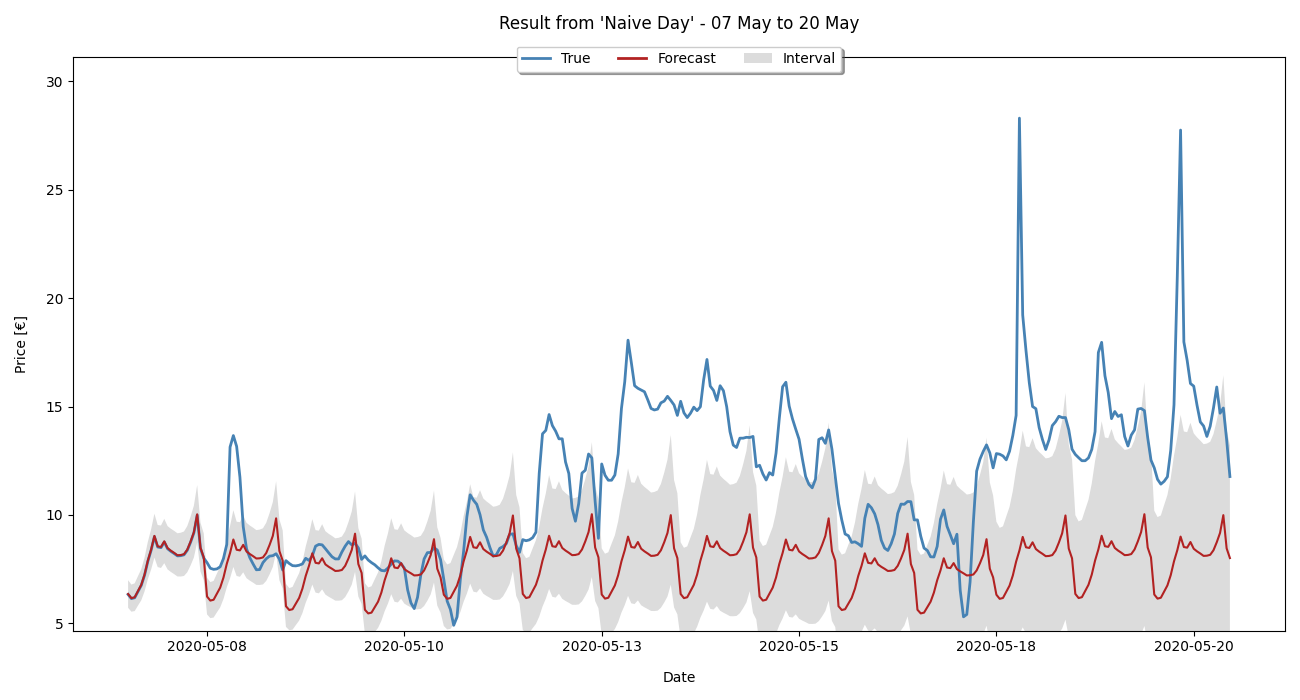 Result from 'Naive Day' - 07 May to 20 May
True Forecast Interval
30
25
20
15
10
5
Price [€]
2020-05-08 2020-05-10 2020-05-13 2020-05-15 2020-05-18 2020-05-20
Date